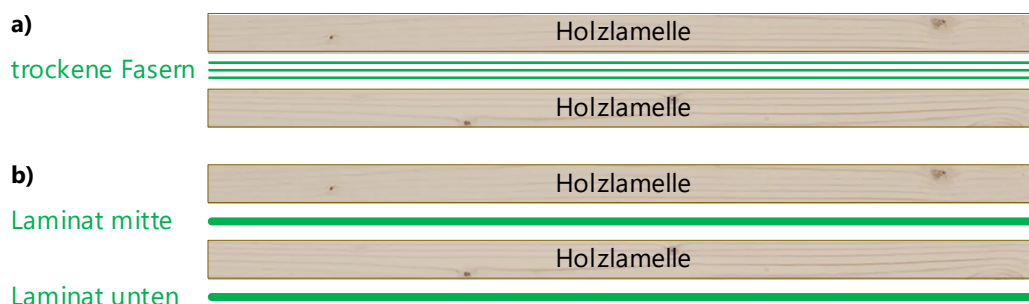 a)
Holzlamelle
trockene Fasern
Holzlamelle
b)
Holzlamelle
Laminat mitte
Holzlamelle
Laminat unten